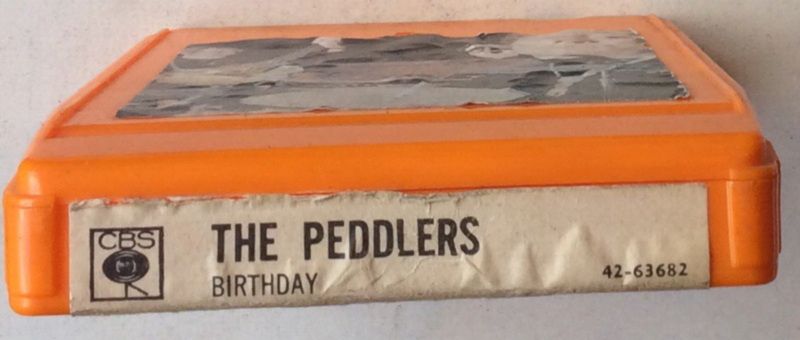 CBS
THE PEDDLERS
BIRTHDAY
42-63682